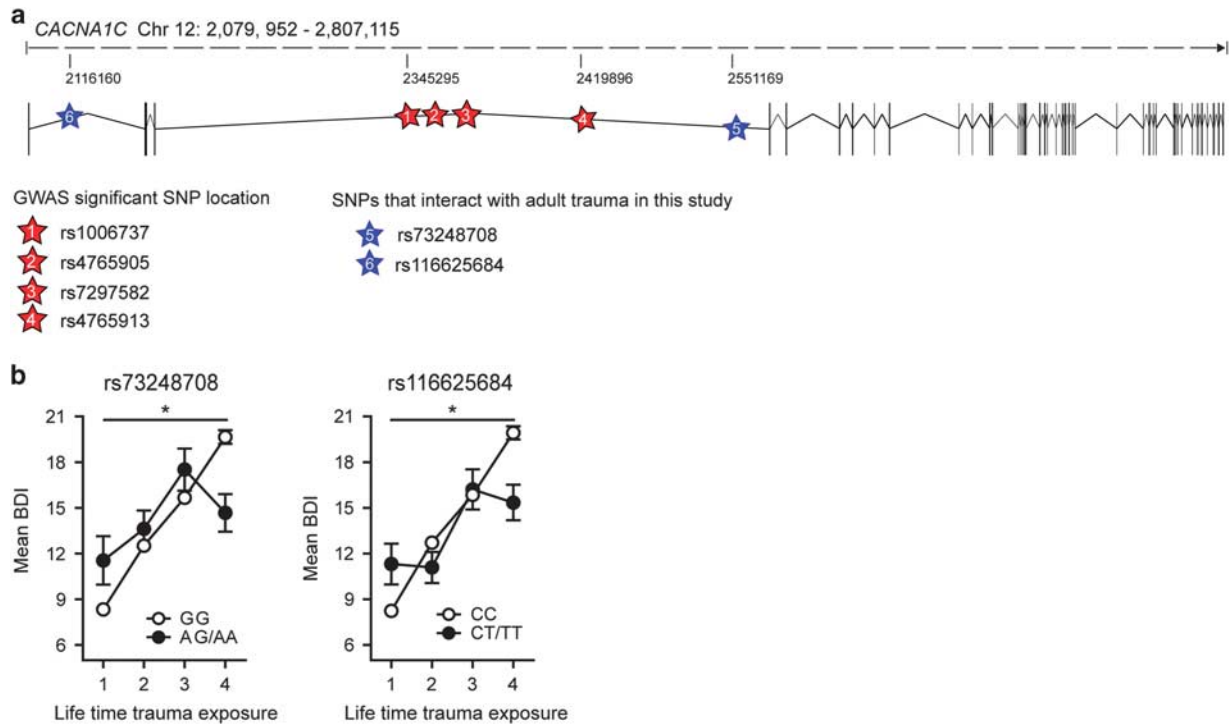 a
CACNA1C Chr 12: 2,079, 952 - 2,807,115
2116160 2345295 2419896 2551169
6 1 2 3 4 5
GWAS significant SNP location
1 rs1006737
2 rs4765905
3 rs7297582
4 rs4765913
SNPs that interact with adult trauma in this study
5 rs73248708
6 rs116625684
b
rs73248708
*
21
18
15
12
9
6
Mean BDI
GG
AG/AA
1 2 3 4
Life time trauma exposure
rs116625684
*
21
18
15
12
9
6
Mean BDI
CC
CT/TT
1 2 3 4
Life time trauma exposure